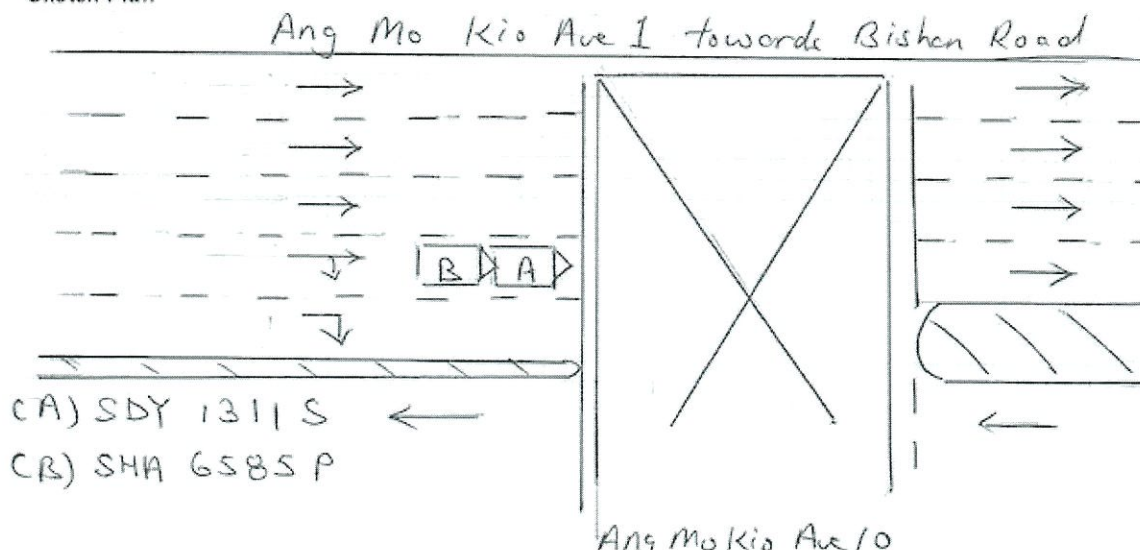 Ang Mo Kio Ave 1 towards Bishan Road
B A
(A) SDY 1311 S
(B) SHA 6585 P
Ang Mo Kio Ave 10